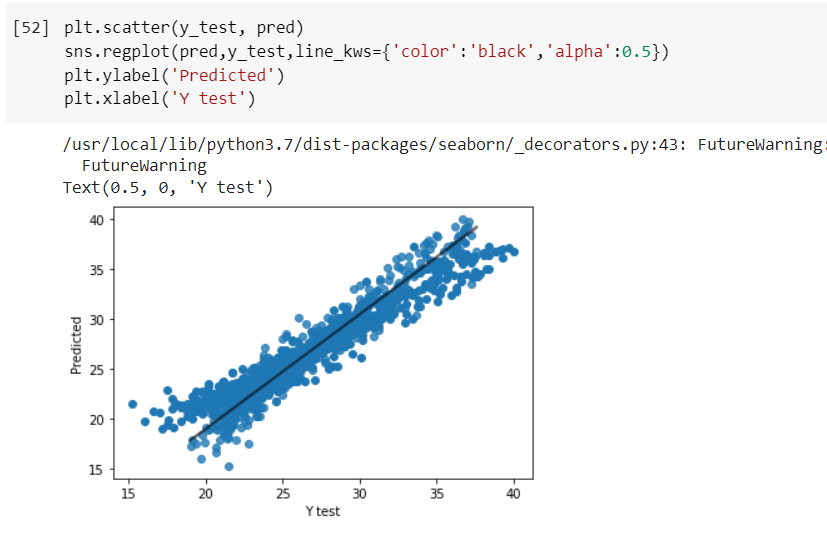 [52] plt.scatter(y_test, pred)
sns.regplot(pred,y_test,line_kws={'color':'black','alpha':0.5})
plt.ylabel('Predicted')
plt.xlabel('Y test')
/usr/local/lib/python3.7/dist-packages/seaborn/_decorators.py:43: FutureWarning:
FutureWarning
Text(0.5, 0, 'Y test')
40
35
30
25
20
15
Predicted
15 20 25 30 35 40
Y test